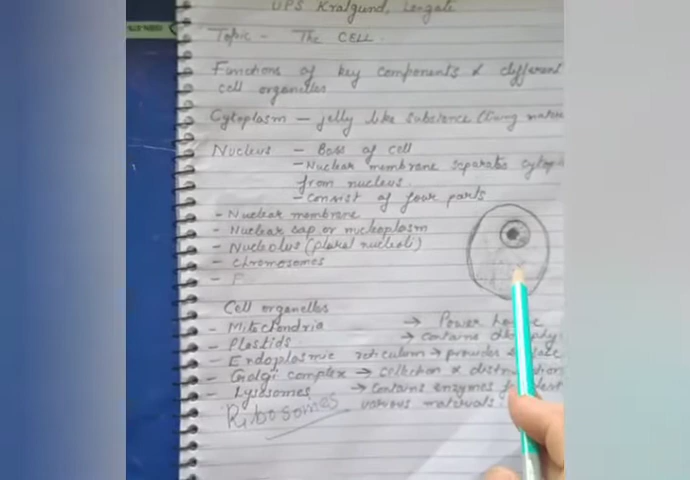 UPS Kralgund, Langate
Topic - The CELL.
Functions of key components & different
cell organelles
Cytoplasm - Jelly like substance (living
Nucleus - Boss of cell
- Nuclear membrane separates
from nucleus.
- Consist of four parts
- Nuclear membrane
- Nuclear sap or nucleoplasm
- Nucleolus (plural nucleoli)
- Chromosomes
-
Cell organelles
- Mitochndria → Power house
- Plastids → Contains
- Endoplasmic reticulum → provides
- Golgi complex → collection &
- Lysosomes → Contains enzymes
Ribosomes various materials.